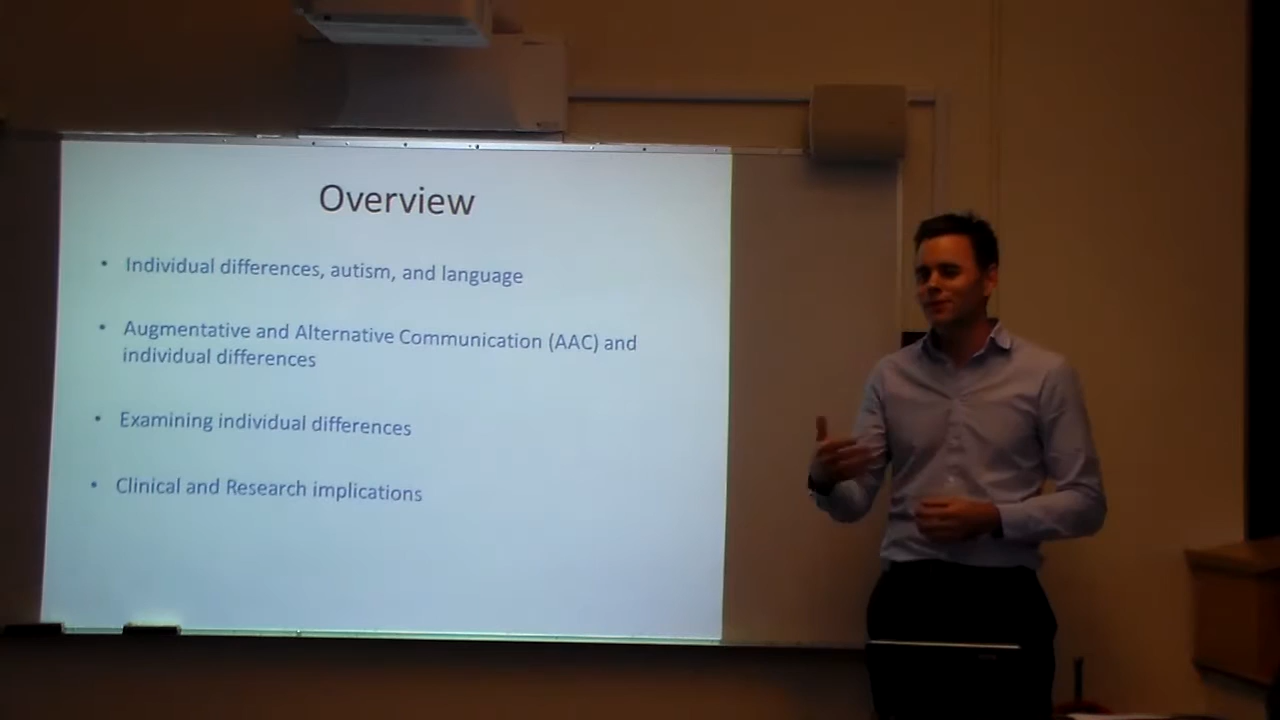 Overview
• Individual differences, autism, and language
• Augmentative and Alternative Communication (AAC) and
individual differences
• Examining individual differences
• Clinical and Research implications